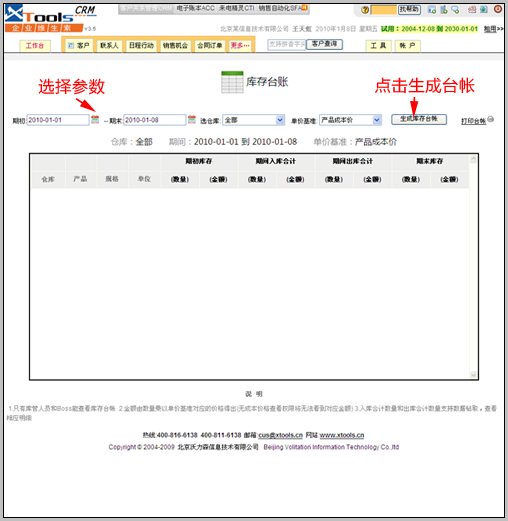 XTools CRM
企业维生素 v3.5
电子账本ACC 来电精灵CTI 销售自动化SFA
找帮助
北京某信息技术有限公司 王天虹 2010年1月8日 星期五 试用：2004-12-08 到 2030-01-01 租用>>
工作台 客户 联系人 日程行动 销售机会 合同订单 更多... 支持拼音字头 客户查询 工 具 帐 户
库存台账
选择参数 点击生成台帐
期初 2010-01-01 -- 期末 2010-01-08 选仓库 全部 单价基准 产品成本价 生成库存台帐 打印台帐
仓库：全部 期间：2010-01-01 到 2010-01-08 单价基准：产品成本价
期初库存 期间入库合计 期间出库合计 期末库存
仓库 产品 规格 单位 (数量) (金额) (数量) (金额) (数量) (金额) (数量) (金额)
说 明
1.只有库管人员和Boss能查看库存台帐 2.金额由数量乘以单价基准对应的价格得出(无成本价格查看权限将无法看到对应金额) 3.入库合计数量和出库合计数量支持数据钻取，查看
相应明细
热线:400-816-6138 400-811-6138 邮箱:cus@xtools.cn 网站:www.xtools.cn
Copyright © 2004-2009 北京沃力森信息技术有限公司 Beijing Volitation Information Technology Co.,ltd